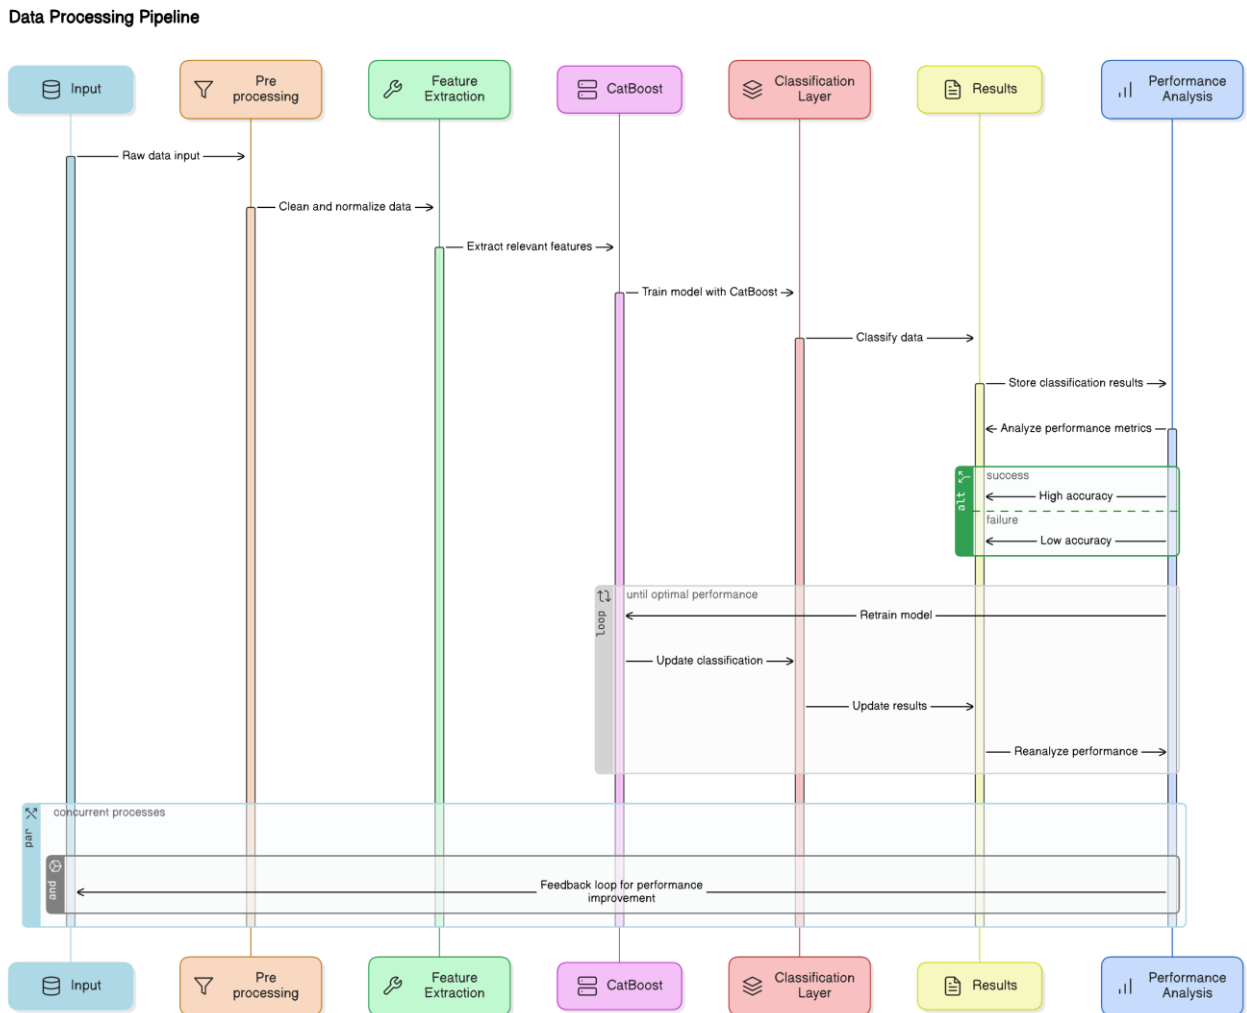 Data Processing Pipeline
Input
Pre
processing
Feature
Extraction
CatBoost
Classification
Layer
Results
Performance
Analysis
Raw data input
Clean and normalize data
Extract relevant features
Train model with CatBoost
Classify data
Store classification results
Analyze performance metrics
alt
success
High accuracy
failure
Low accuracy
loop
until optimal performance
Retrain model
Update classification
Update results
Reanalyze performance
par
concurrent processes
and
Feedback loop for performance
improvement
Input
Pre
processing
Feature
Extraction
CatBoost
Classification
Layer
Results
Performance
Analysis